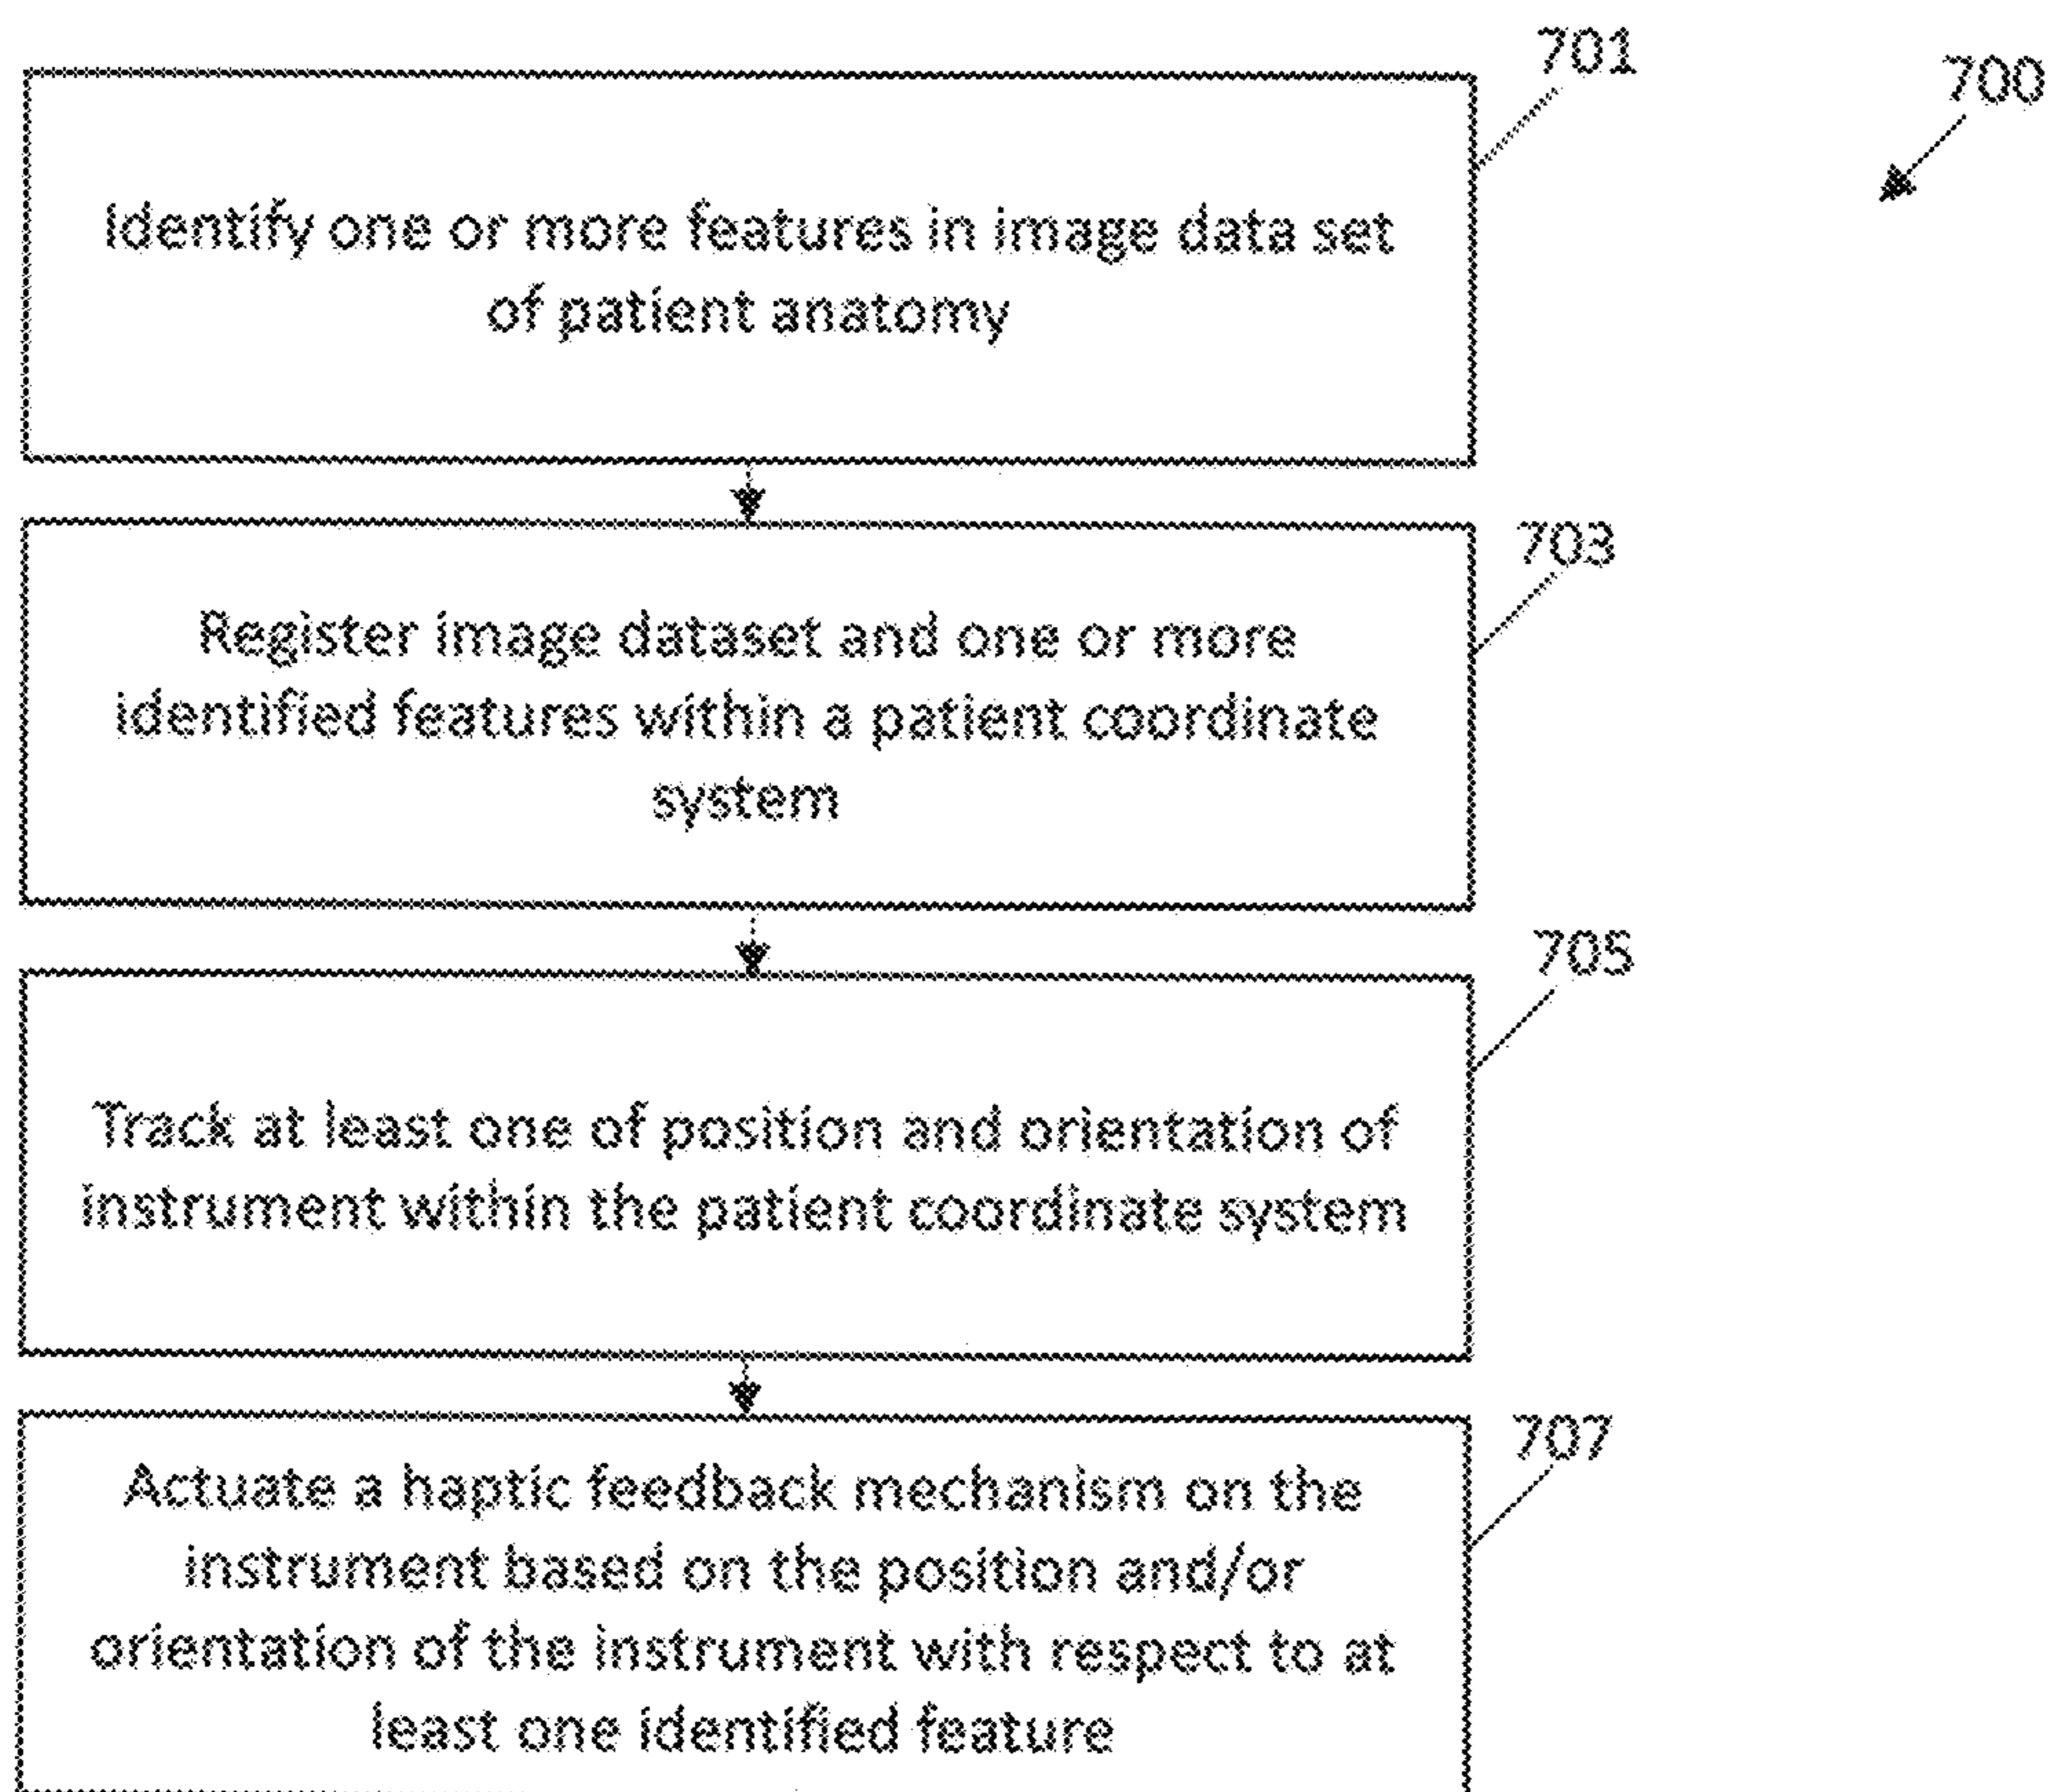 701
700
Identify one or more features in image data set
of patient anatomy
703
Register image dataset and one or more
identified features within a patient coordinate
system
705
Track at least one of position and orientation of
instrument within the patient coordinate system
707
Actuate a haptic feedback mechanism on the
instrument based on the position and/or
orientation of the instrument with respect to at
least one identified feature